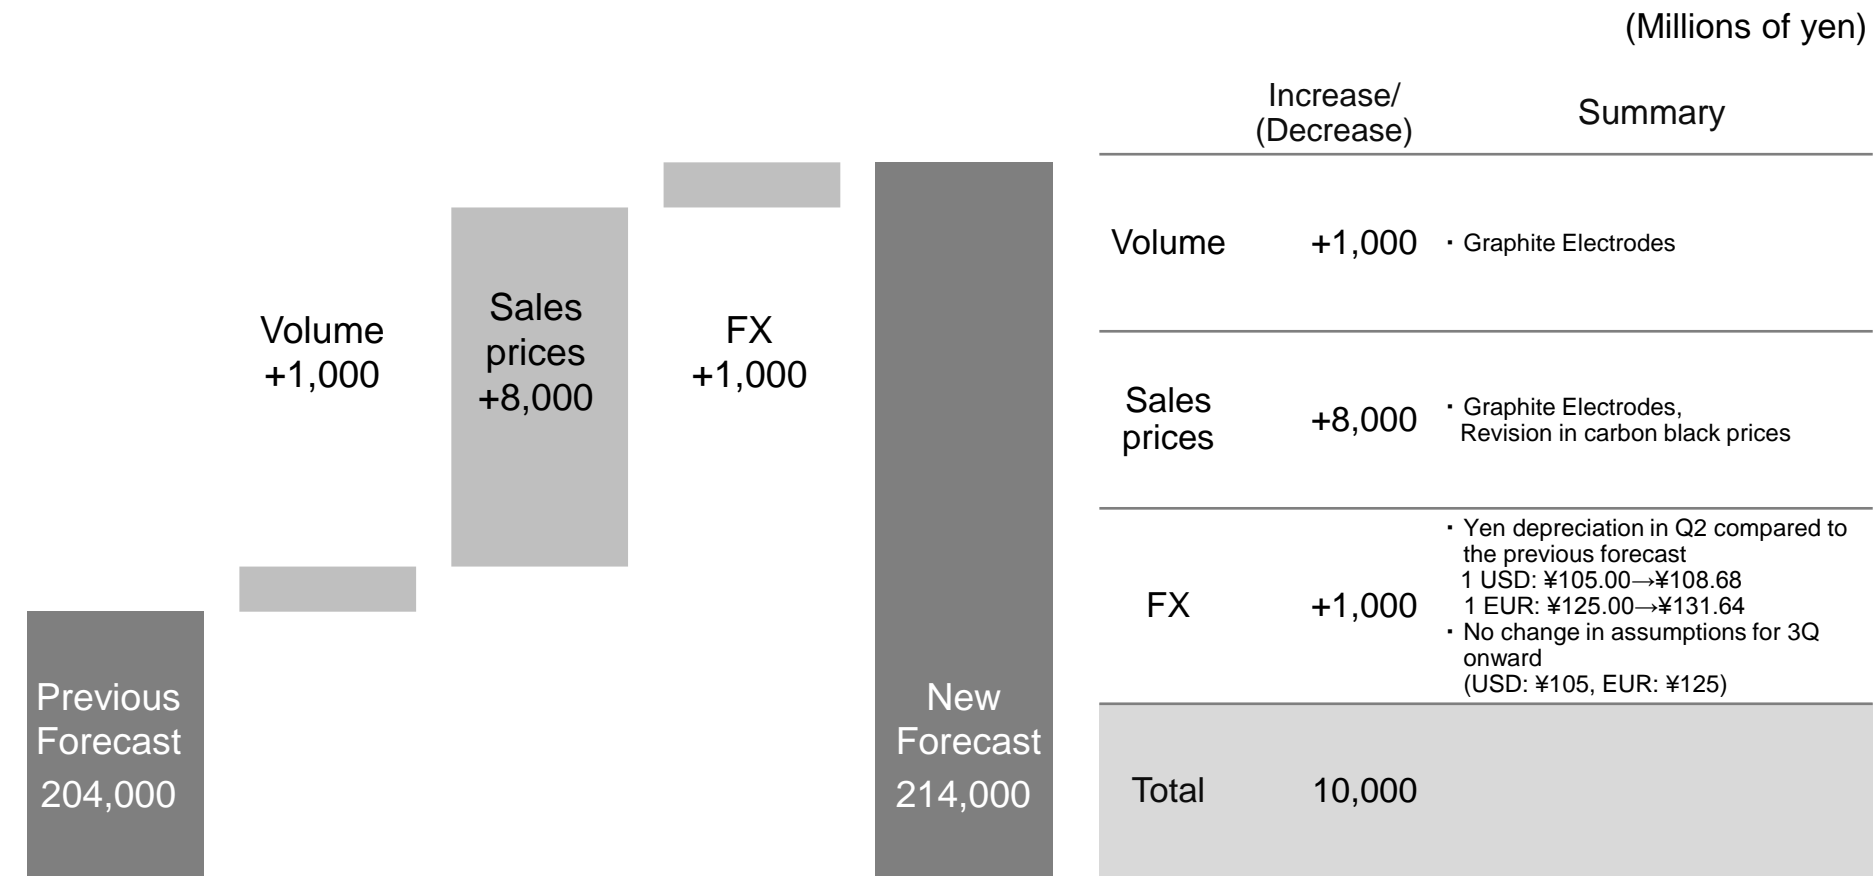 (Millions of yen)
Volume
+1,000
Sales
prices
+8,000
FX
+1,000
Previous
Forecast
204,000
New
Forecast
214,000
Increase/
(Decrease)
Summary
Volume
+1,000
・Graphite Electrodes
Sales
prices
+8,000
・Graphite Electrodes,
Revision in carbon black prices
FX
+1,000
・Yen depreciation in Q2 compared to
the previous forecast
1 USD: ¥105.00→¥108.68
1 EUR: ¥125.00→¥131.64
・No change in assumptions for 3Q
onward
(USD: ¥105, EUR: ¥125)
Total
10,000